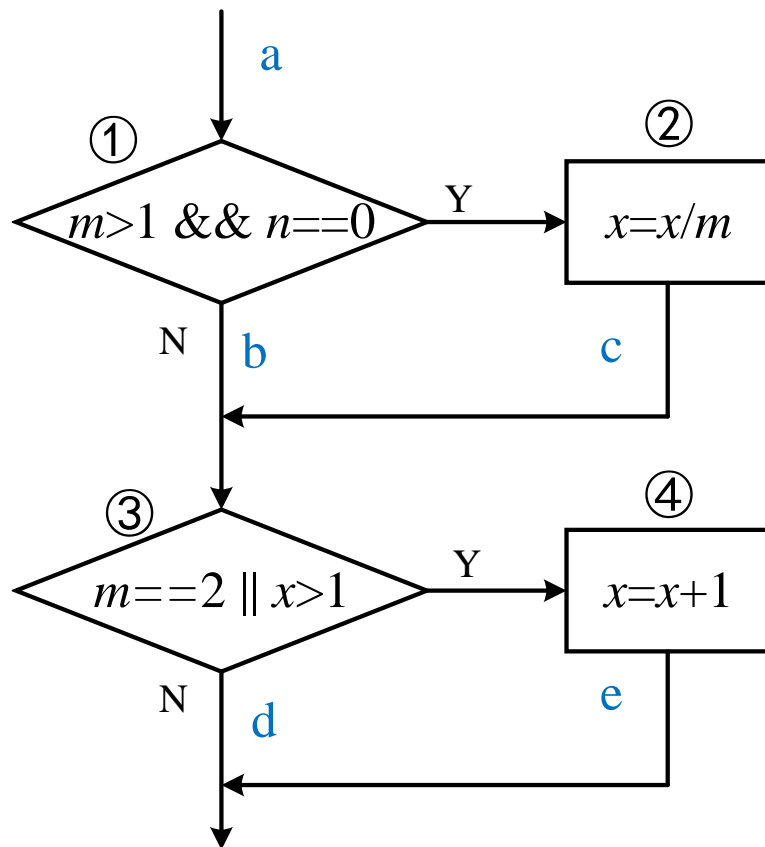 a
① ②
m>1 && n==0 Y x=x/m
N b c
③ ④
m==2 || x>1 Y x=x+1
N d e